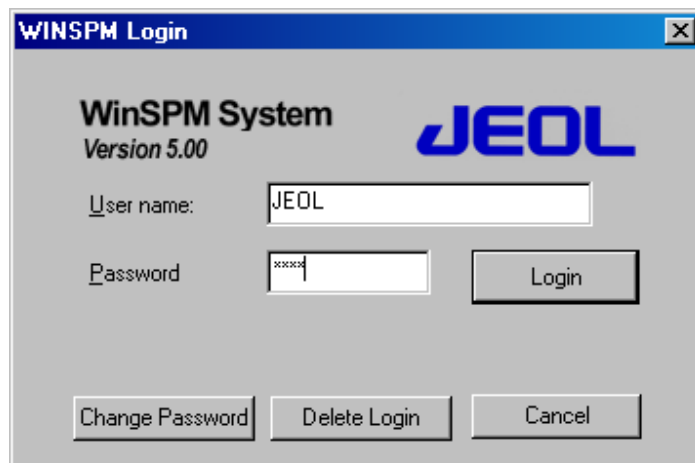 WINSPM Login
WinSPM System
Version 5.00
JEOL
User name:
JEOL
Password
****
Login
Change Password
Delete Login
Cancel